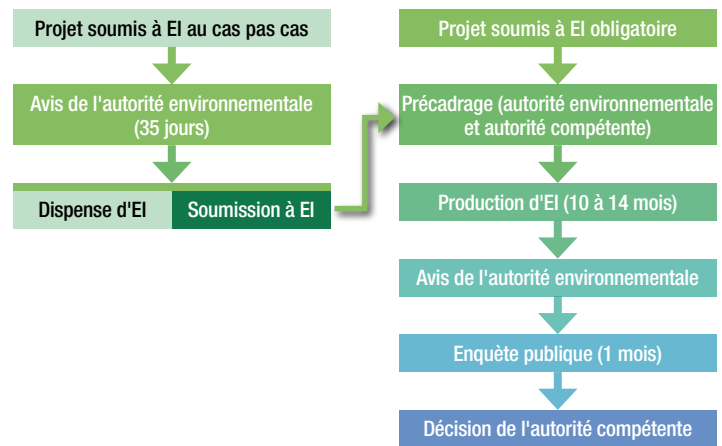 Projet soumis à EI au cas pas cas
Avis de l'autorité environnementale
(35 jours)
Dispense d'EI
Soumission à EI
Projet soumis à EI obligatoire
Précadrage (autorité environnementale
et autorité compétente)
Production d'EI (10 à 14 mois)
Avis de l'autorité environnementale
Enquète publique (1 mois)
Décision de l'autorité compétente